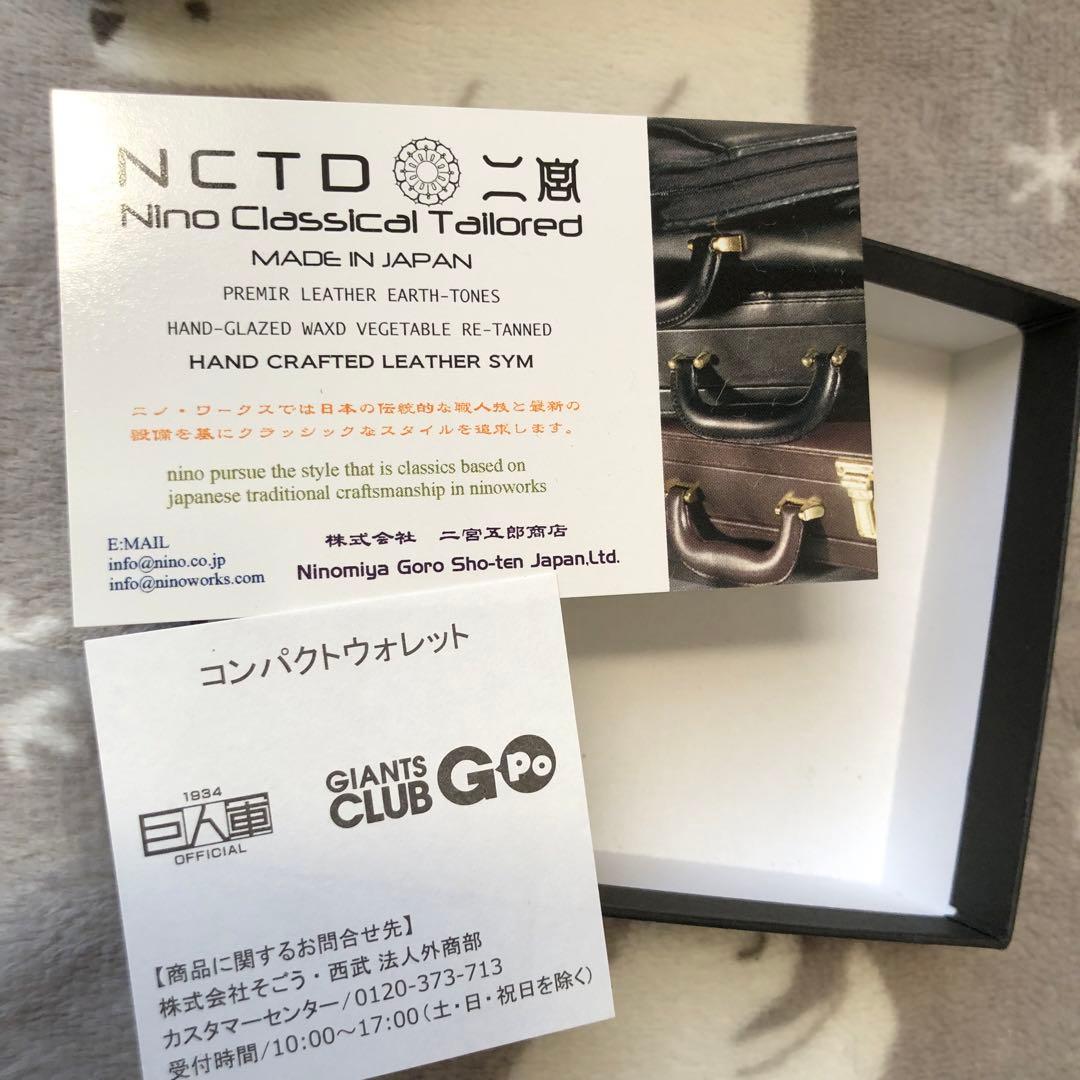 NCTD 二宮
Nino Classical Tailored
MADE IN JAPAN
PREMIR LEATHER EARTH-TONES
HAND-GLAZED WAXD VEGETABLE RE-TANNED
HAND CRAFTED LEATHER SYM
ニノ・ワークスでは日本の伝統的な職人技と最新の
設備を基にクラッシックなスタイルを追求します。
nino pursue the style that is classics based on
japanese traditional craftsmanship in ninoworks
E:MAIL
info@nino.co.jp
info@ninoworks.com
株式会社 二宮五郎商店
Ninomiya Goro Sho-ten Japan,Ltd.
コンパクトウォレット
1934
巨人軍
OFFICIAL
GIANTS
CLUB
G-Po
【商品に関するお問合せ先】
株式会社そごう・西武 法人外商部
カスタマーセンター/0120-373-713
受付時間/10:00～17:00(土・日・祝日を除く)